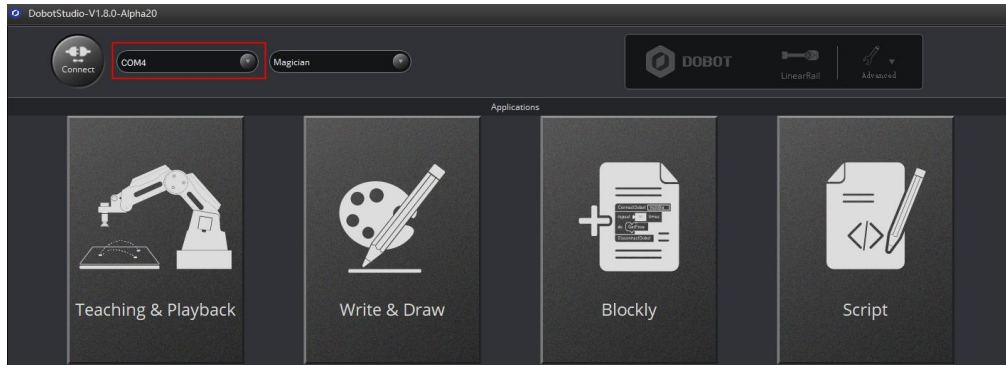 DobotStudio-V1.8.0-Alpha20
Connect
COM4
Magician
DOBOT
LinearRail
Advanced
Applications
Teaching & Playback
Write & Draw
Blockly
Script